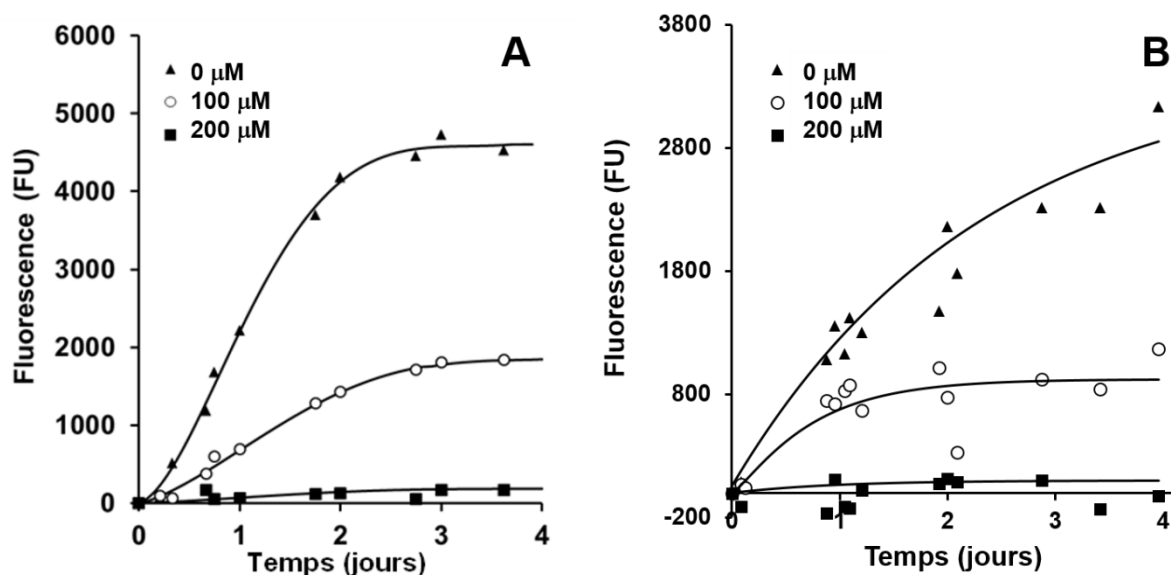 A
6000
5000
4000
3000
2000
1000
0
Fluorescence (FU)
0 μM
100 μM
200 μM
0 1 2 3 4
Temps (jours)
B
3800
2800
1800
800
-200
Fluorescence (FU)
0 μM
100 μM
200 μM
0 1 2 3 4
Temps (jours)